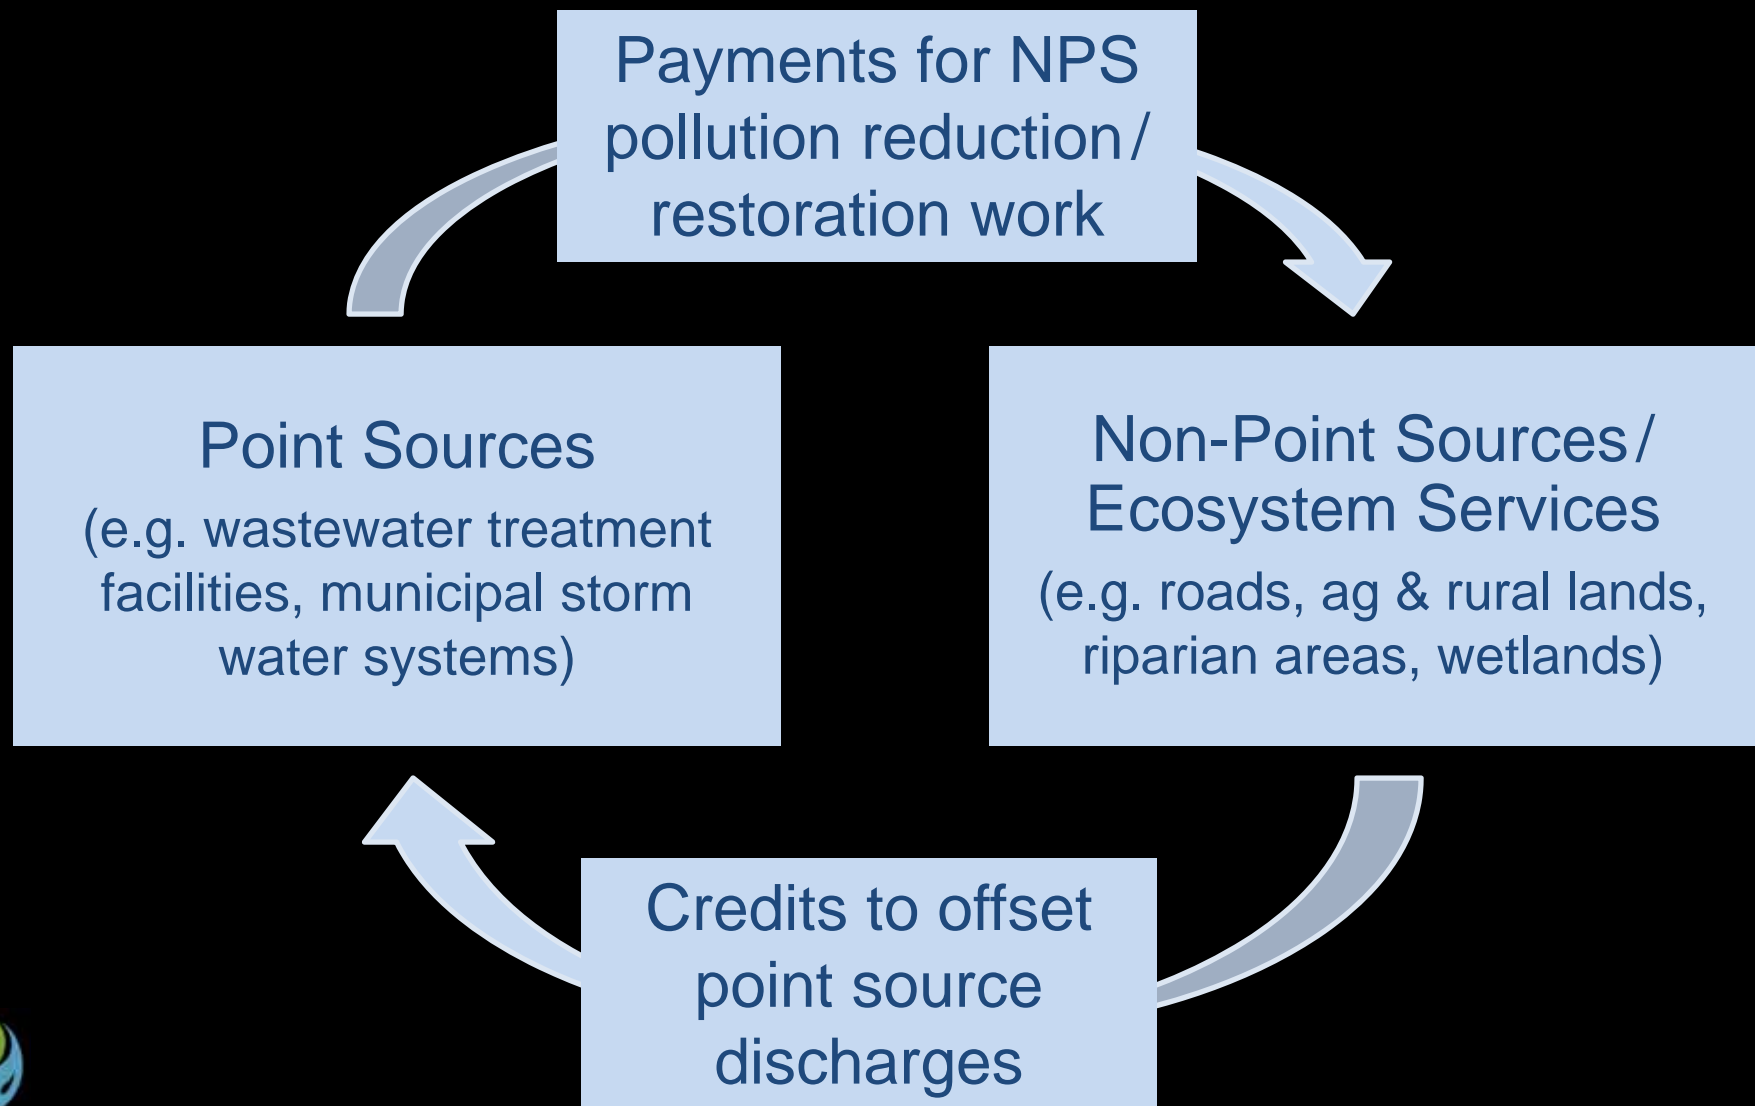 Payments for NPS
pollution reduction/
restoration work
Point Sources
(e.g. wastewater treatment
facilities, municipal storm
water systems)
Non-Point Sources/
Ecosystem Services
(e.g. roads, ag & rural lands,
riparian areas, wetlands)
Credits to offset
point source
discharges